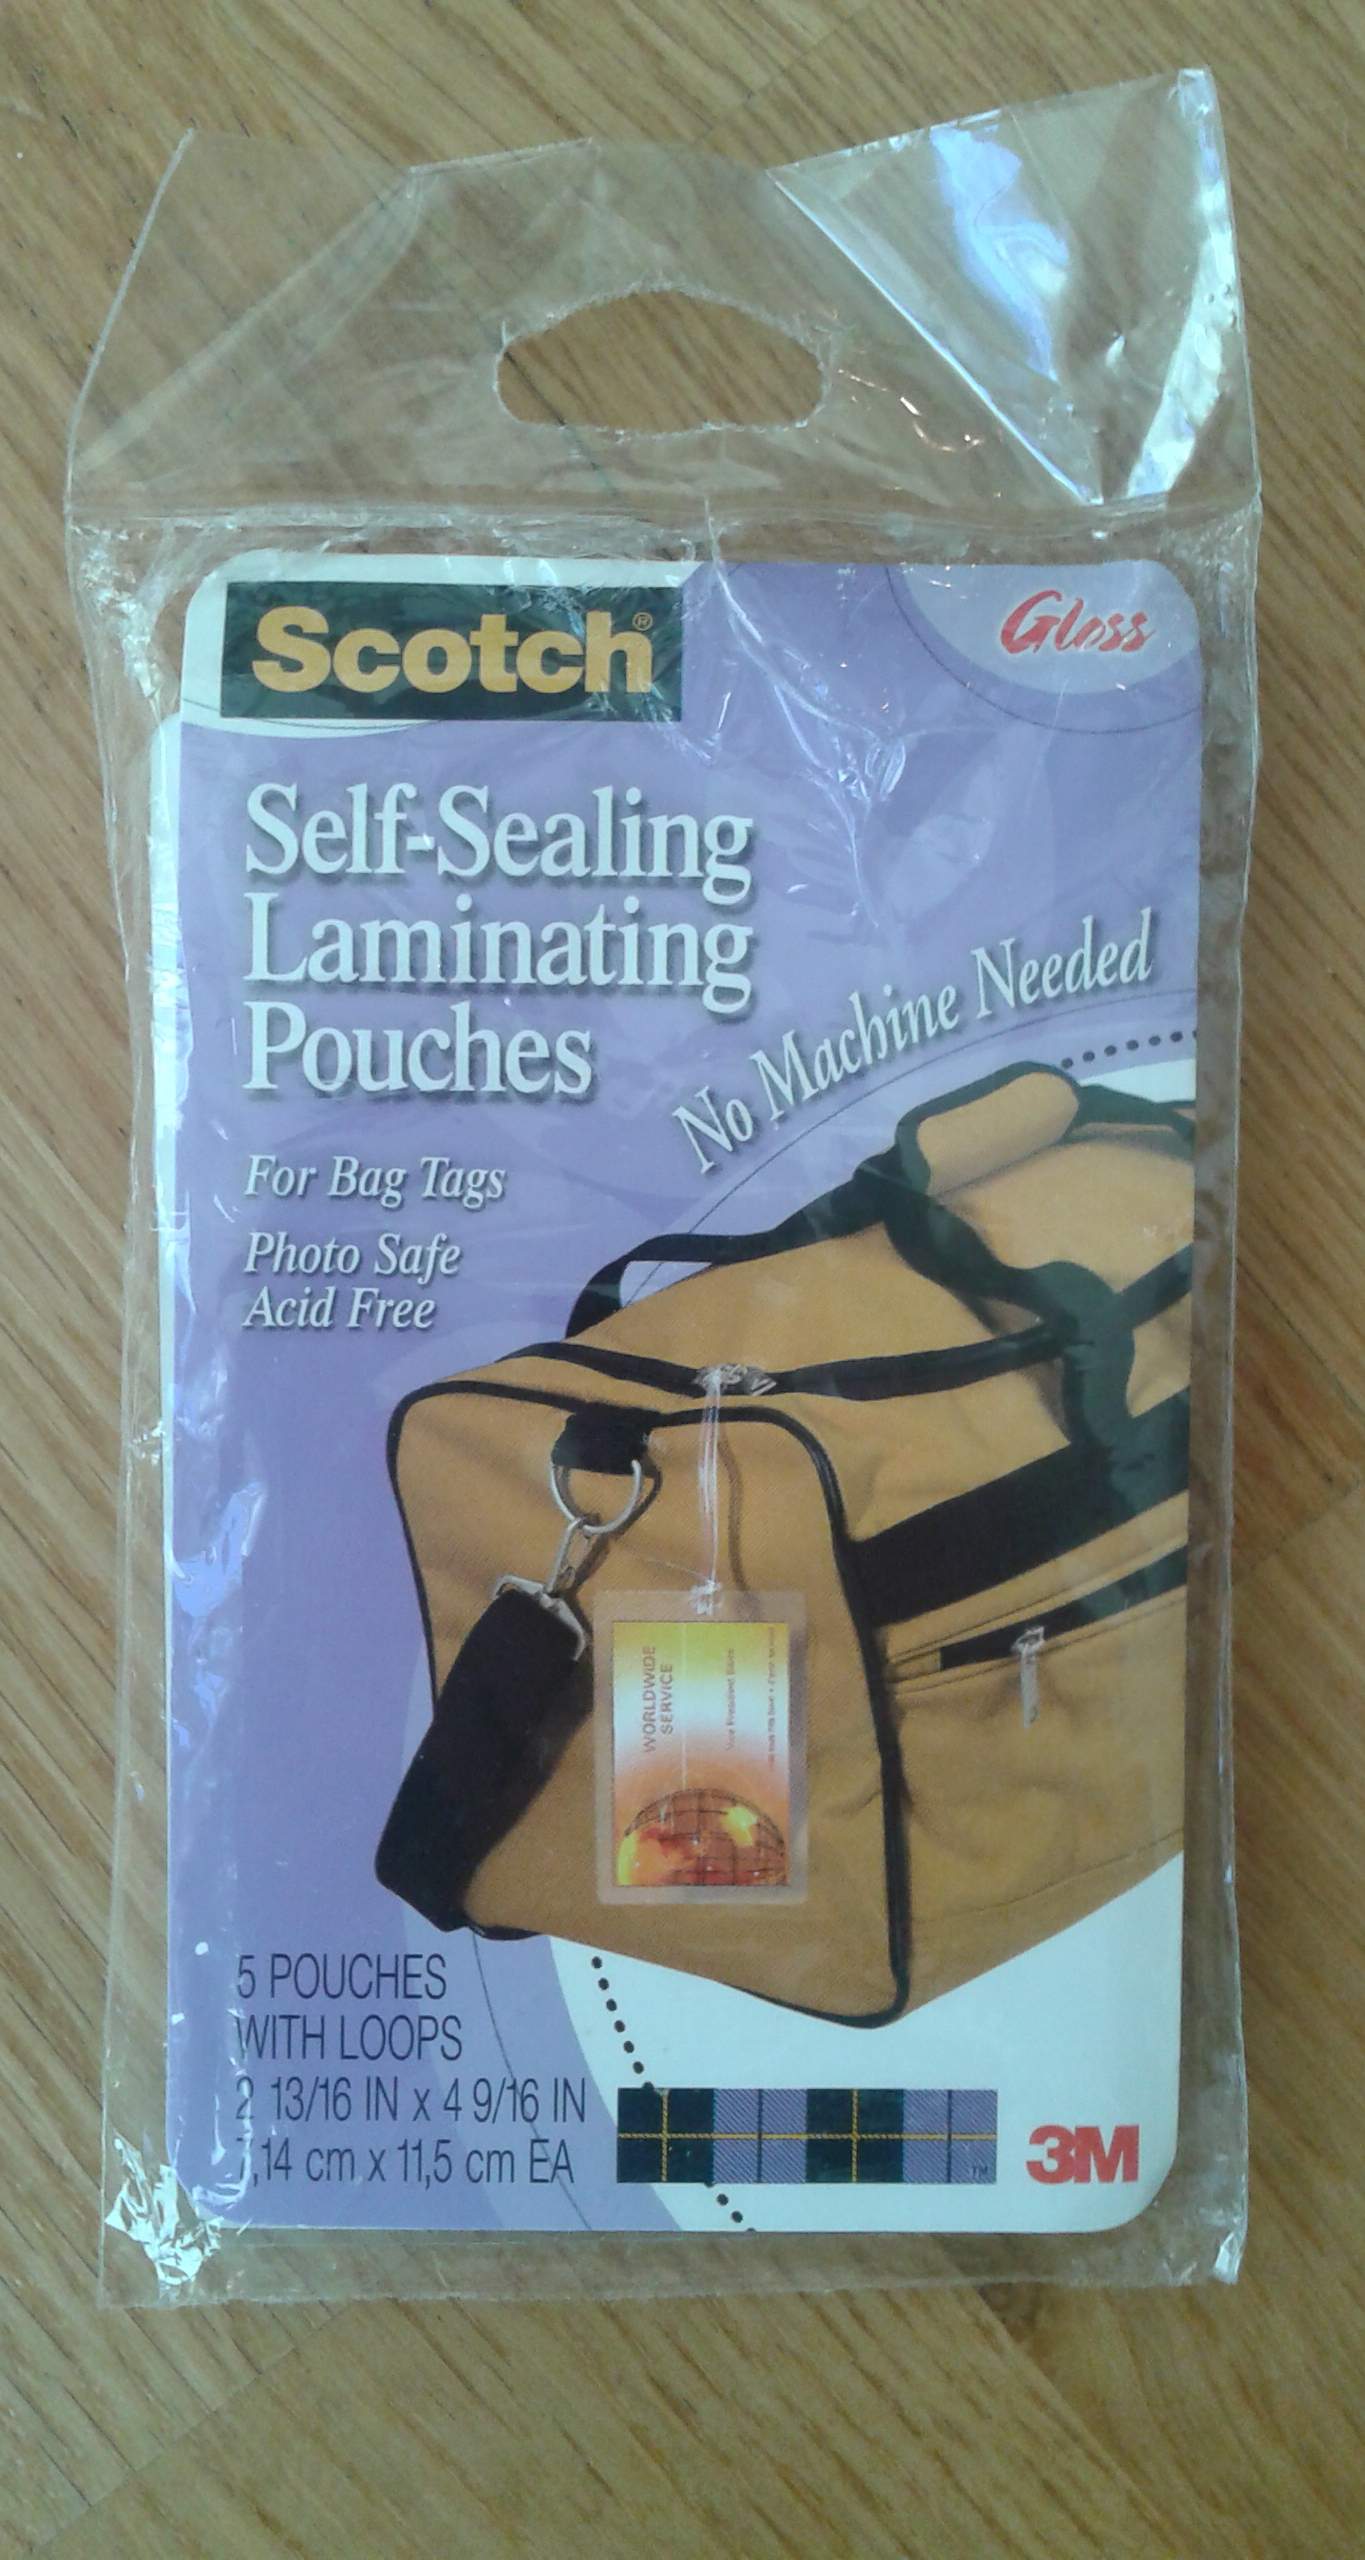 Scotch®
Gloss
Self-Sealing
Laminating
Pouches
No Machine Needed
For Bag Tags
Photo Safe
Acid Free
WORLDWIDE
SERVICE
5 POUCHES
WITH LOOPS
2 13/16 IN x 4 9/16 IN
7,14 cm x 11,5 cm EA
TM
3M